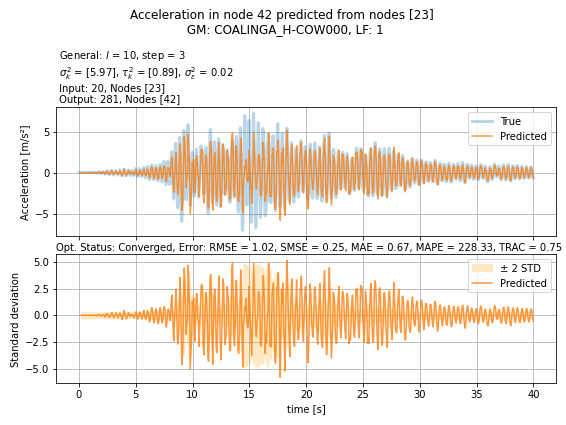 Acceleration in node 42 predicted from nodes [23]
GM: COALINGA_H-COW000, LF: 1
General: l = 10, step = 3
σ²ₖ = [5.97], τ²ₖ = [0.89], σ²ε = 0.02
Input: 20, Nodes [23]
Output: 281, Nodes [42]
Acceleration [m/s²]
5
0
−5
True
Predicted
Opt. Status: Converged, Error: RMSE = 1.02, SMSE = 0.25, MAE = 0.67, MAPE = 228.33, TRAC = 0.75
Standard deviation
5.0
2.5
0.0
−2.5
−5.0
± 2 STD
Predicted
0 5 10 15 20 25 30 35 40
time [s]